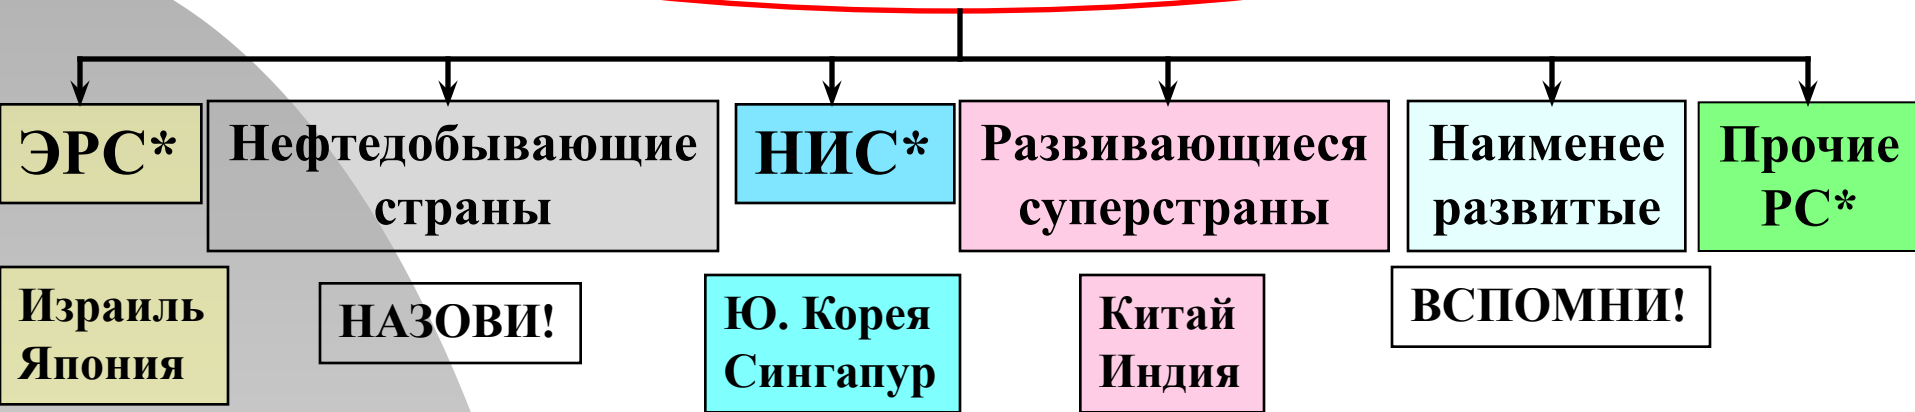 ЭРС*
Нефтедобывающие
страны
НИС*
Развивающиеся
суперстраны
Наименее
развитые
Прочие
РС*
Израиль
Япония
НАЗОВИ!
Ю. Корея
Сингапур
Китай
Индия
ВСПОМНИ!